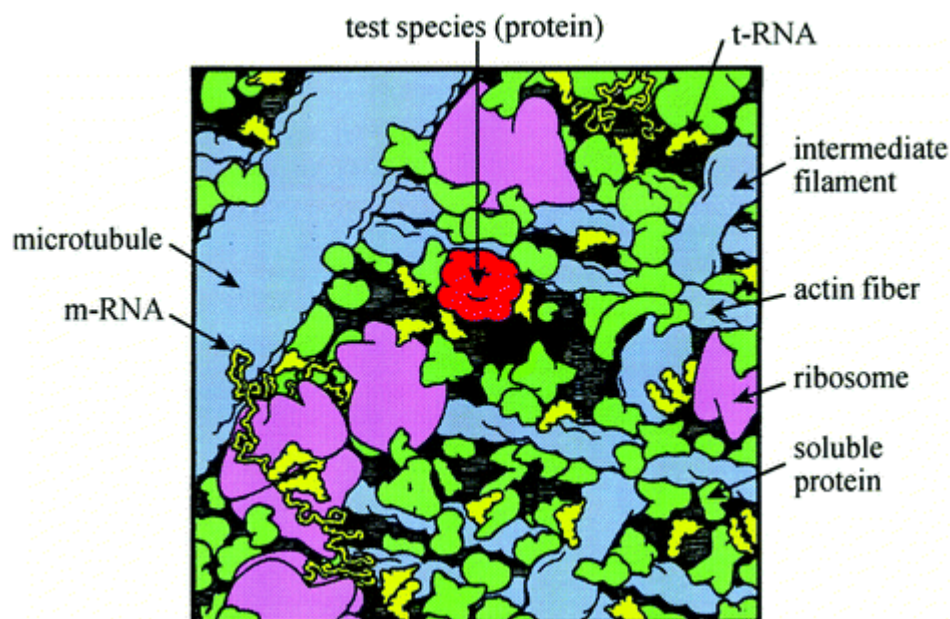 test species (protein)
t-RNA
intermediate
filament
microtubule
m-RNA
actin fiber
ribosome
soluble
protein